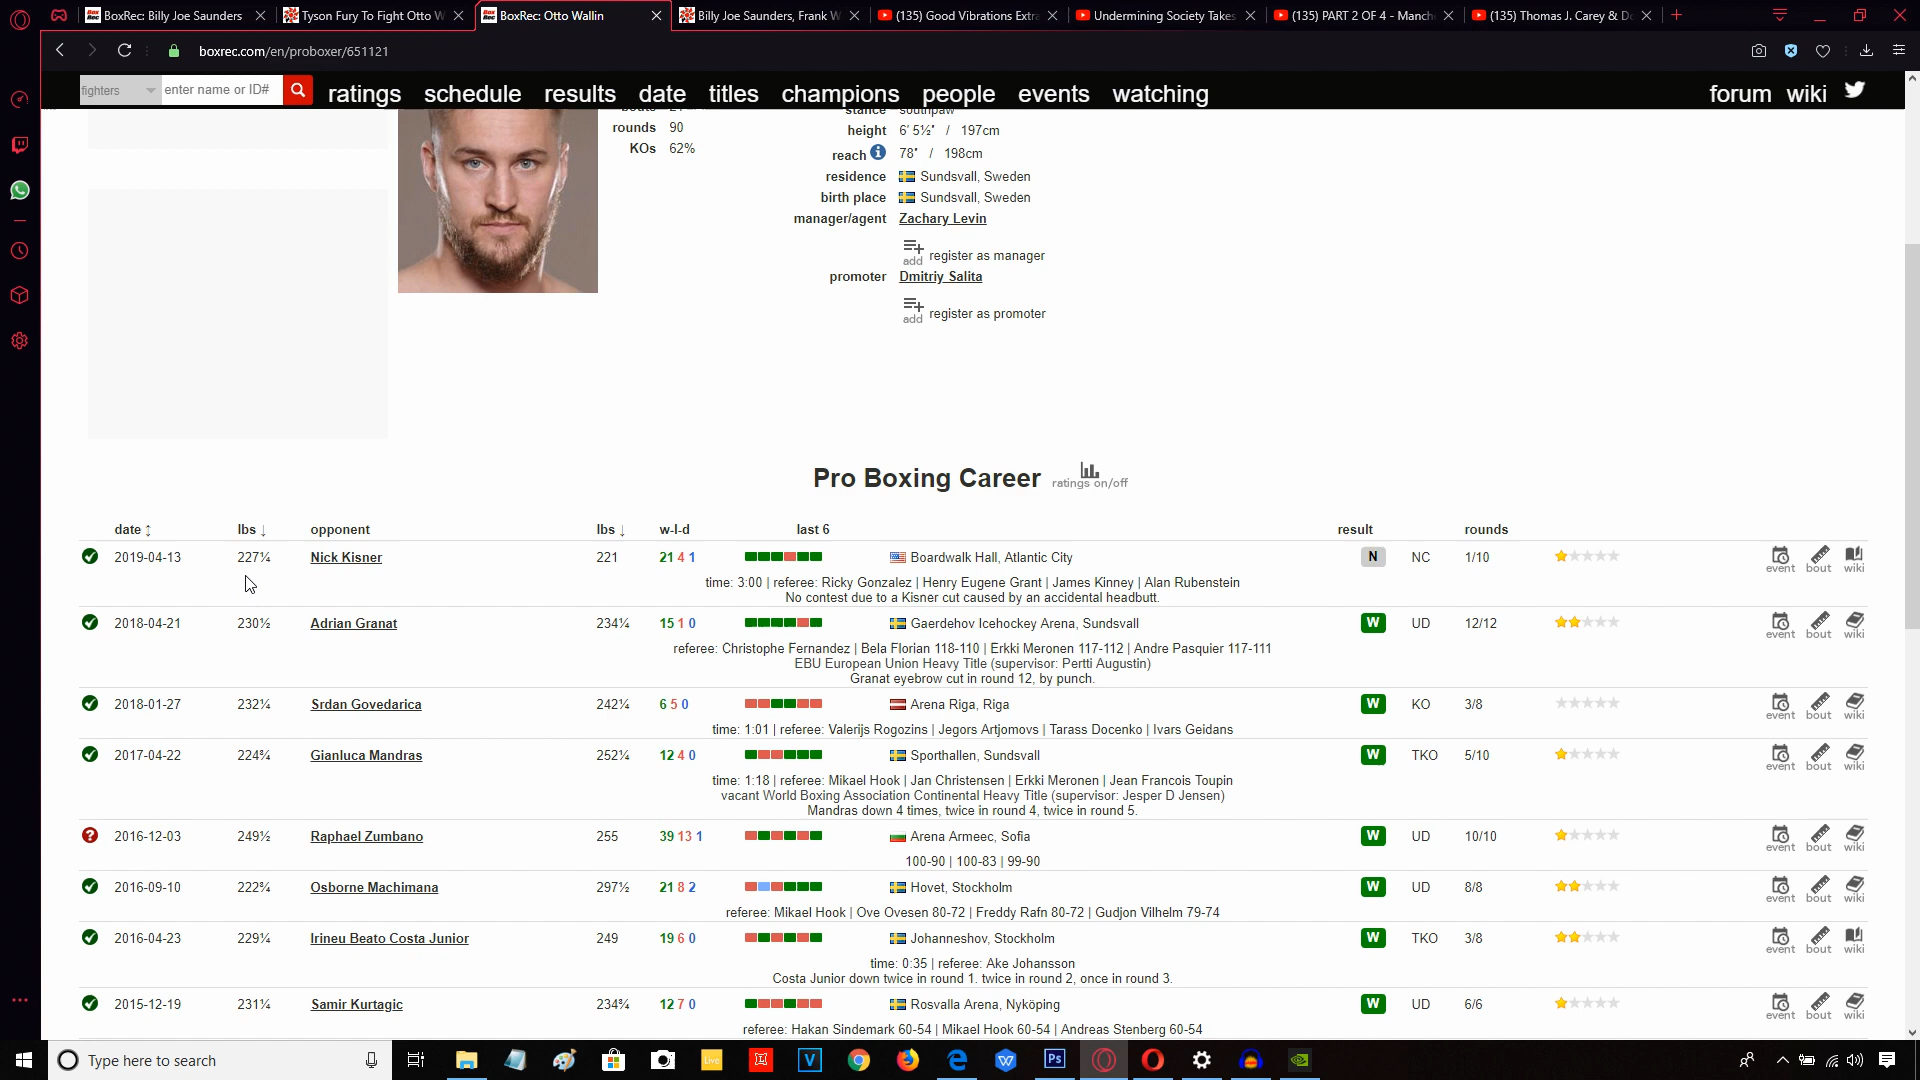 BoxRec: Billy Joe Saunders
Tyson Fury To Fight Otto W
BoxRec: Otto Wallin
Billy Joe Saunders, Frank W
(135) Good Vibrations Extra
Undermining Society Takes
(135) PART 2 OF 4 - Manch
(135) Thomas J. Carey & D
boxrec.com/en/proboxer/651121
fighters enter name or ID# ratings schedule results date titles champions people events watching forum wiki
stance southpaw
rounds 90 height 6' 5½" / 197cm
KOs 62% reach 78" / 198cm
residence Sundsvall, Sweden
birth place Sundsvall, Sweden
manager/agent Zachary Levin
add register as manager
promoter Dmitriy Salita
add register as promoter
Pro Boxing Career ratings on/off
date lbs opponent lbs w-l-d last 6 result rounds
2019-04-13 227¼ Nick Kisner 221 21 4 1 Boardwalk Hall, Atlantic City N NC 1/10 event bout wiki
time: 3:00 | referee: Ricky Gonzalez | Henry Eugene Grant | James Kinney | Alan Rubenstein
No contest due to a Kisner cut caused by an accidental headbutt.
2018-04-21 230½ Adrian Granat 234¼ 15 1 0 Gaerdehov Icehockey Arena, Sundsvall W UD 12/12 event bout wiki
referee: Christophe Fernandez | Bela Florian 118-110 | Erkki Meronen 117-112 | Andre Pasquier 117-111
EBU European Union Heavy Title (supervisor: Pertti Augustin)
Granat eyebrow cut in round 12, by punch.
2018-01-27 232¼ Srdan Govedarica 242¼ 6 5 0 Arena Riga, Riga W KO 3/8 event bout wiki
time: 1:01 | referee: Valerijs Rogozins | Jegors Artjomovs | Tarass Docenko | Ivars Geidans
2017-04-22 224¾ Gianluca Mandras 252¼ 12 4 0 Sporthallen, Sundsvall W TKO 5/10 event bout wiki
time: 1:18 | referee: Mikael Hook | Jan Christensen | Erkki Meronen | Jean Francois Toupin
vacant World Boxing Association Continental Heavy Title (supervisor: Jesper D Jensen)
Mandras down 4 times, twice in round 4, twice in round 5.
2016-12-03 249½ Raphael Zumbano 255 39 13 1 Arena Armeec, Sofia W UD 10/10 event bout wiki
100-90 | 100-83 | 99-90
2016-09-10 222¾ Osborne Machimana 297½ 21 8 2 Hovet, Stockholm W UD 8/8 event bout wiki
referee: Mikael Hook | Ove Ovesen 80-72 | Freddy Rafn 80-72 | Gudjon Vilhelm 79-74
2016-04-23 229¼ Irineu Beato Costa Junior 249 19 6 0 Johanneshov, Stockholm W TKO 3/8 event bout wiki
time: 0:35 | referee: Ake Johansson
Costa Junior down twice in round 1. twice in round 2, once in round 3.
2015-12-19 231¼ Samir Kurtagic 234¾ 12 7 0 Rosvalla Arena, Nyköping W UD 6/6 event bout wiki
referee: Hakan Sindemark 60-54 | Mikael Hook 60-54 | Andreas Stenberg 60-54
Type here to search